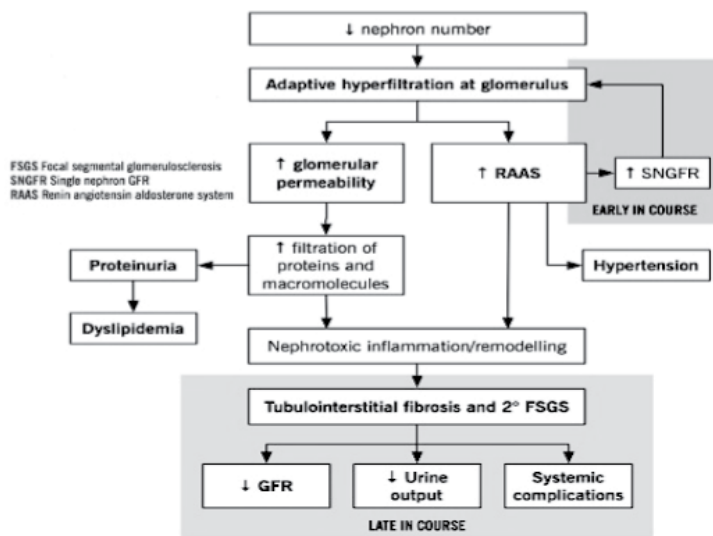 ↓ nephron number
Adaptive hyperfiltration at glomerulus
FSGS Focal segmental glomerulosclerosis
SNGFR Single nephron GFR
RAAS Renin angiotensin aldosterone system
↑ glomerular
permeability
↑ RAAS
↑ SNGFR
EARLY IN COURSE
Proteinuria
↑ filtration of
proteins and
macromolecules
Hypertension
Dyslipidemia
Nephrotoxic inflammation/remodelling
Tubulointerstitial fibrosis and 2° FSGS
↓ GFR
↓ Urine
output
Systemic
complications
LATE IN COURSE